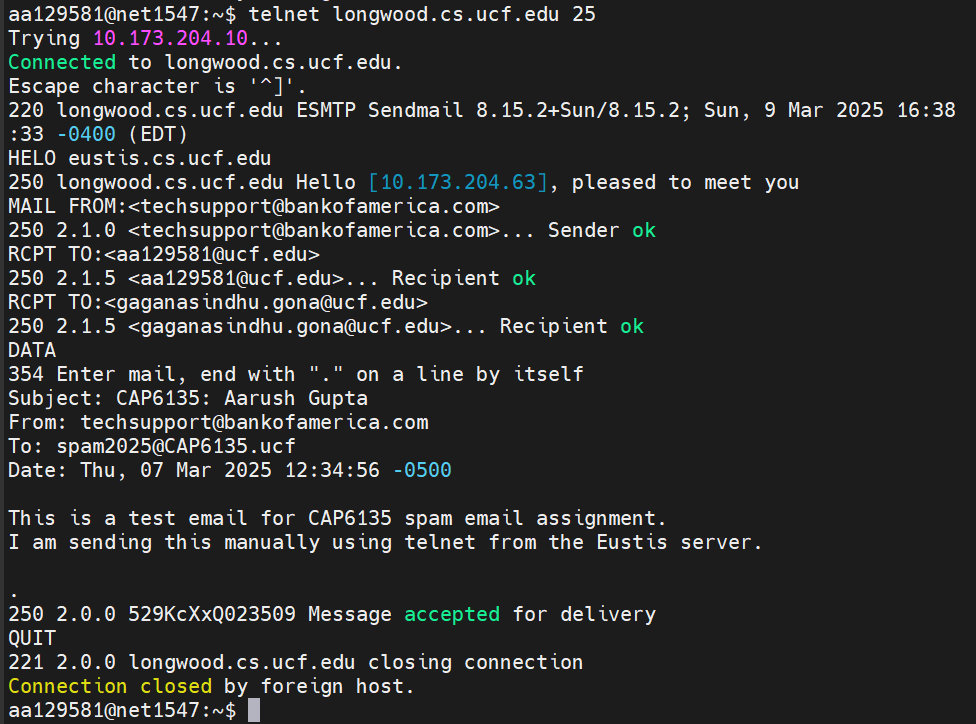 aa129581@net1547:~$ telnet longwood.cs.ucf.edu 25
Trying 10.173.204.10...
Connected to longwood.cs.ucf.edu.
Escape character is '^]'.
220 longwood.cs.ucf.edu ESMTP Sendmail 8.15.2+Sun/8.15.2; Sun, 9 Mar 2025 16:38
:33 -0400 (EDT)
HELO eustis.cs.ucf.edu
250 longwood.cs.ucf.edu Hello [10.173.204.63], pleased to meet you
MAIL FROM:<techsupport@bankofamerica.com>
250 2.1.0 <techsupport@bankofamerica.com>... Sender ok
RCPT TO:<aa129581@ucf.edu>
250 2.1.5 <aa129581@ucf.edu>... Recipient ok
RCPT TO:<gaganasindhu.gona@ucf.edu>
250 2.1.5 <gaganasindhu.gona@ucf.edu>... Recipient ok
DATA
354 Enter mail, end with "." on a line by itself
Subject: CAP6135: Aarush Gupta
From: techsupport@bankofamerica.com
To: spam2025@CAP6135.ucf
Date: Thu, 07 Mar 2025 12:34:56 -0500

This is a test email for CAP6135 spam email assignment.
I am sending this manually using telnet from the Eustis server.

.
250 2.0.0 529KcXxQ023509 Message accepted for delivery
QUIT
221 2.0.0 longwood.cs.ucf.edu closing connection
Connection closed by foreign host.
aa129581@net1547:~$